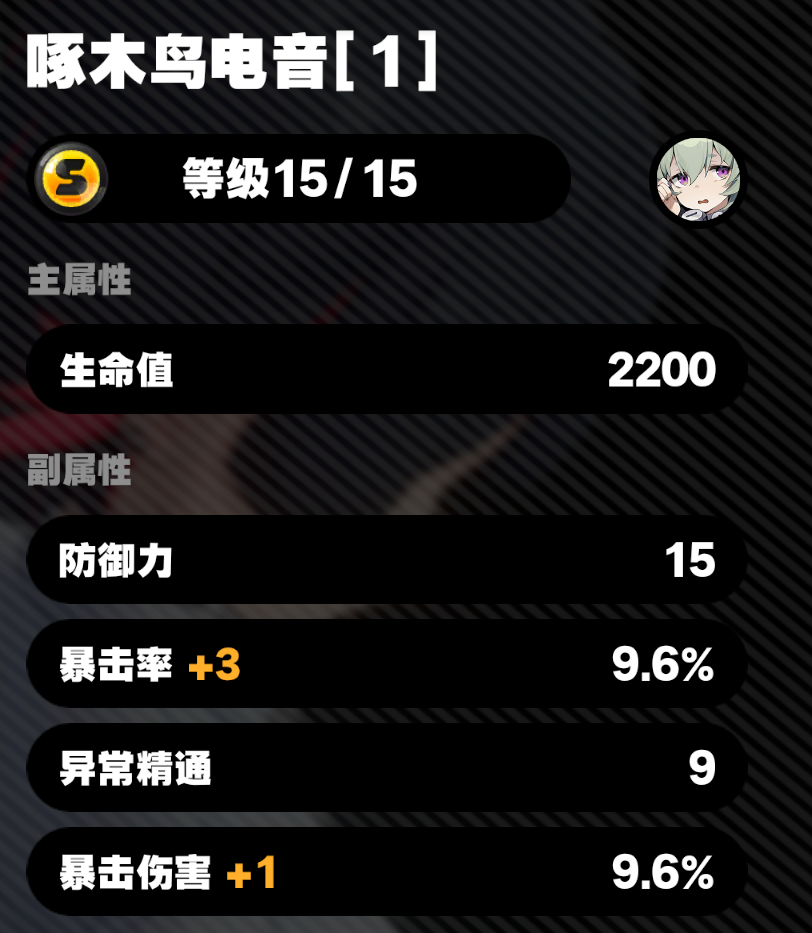 啄木鸟电音[1]
S 等级15/15
主属性
生命值 2200
副属性
防御力 15
暴击率 +3 9.6%
异常精通 9
暴击伤害 +1 9.6%